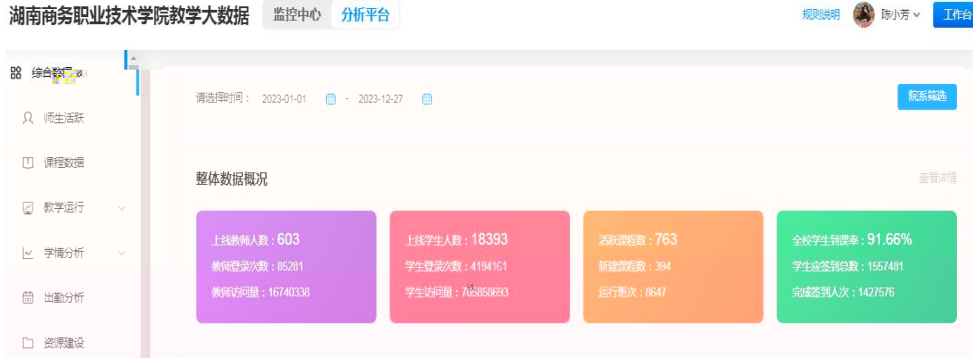 湖南商务职业技术学院教学大数据 监控中心 分析平台 规则说明 陈小芳 工作台
综合数据
请选择时间： 2023-01-01 - 2023-12-27 院系筛选
师生活跃
课程数据
整体数据概况 查看详情
教学运行
上线教师人数：603 上线学生人数：18393 活跃课程数：763 全校学生到课率：91.66%
学情分析
教师登录次数：85281 学生登录次数：4194161 新建课程数：394 学生应签到总数：1557481
教师访问量：16740338 学生访问量： 运行班次：8647 完成签到人次：1427576
出勤分析
资源建设